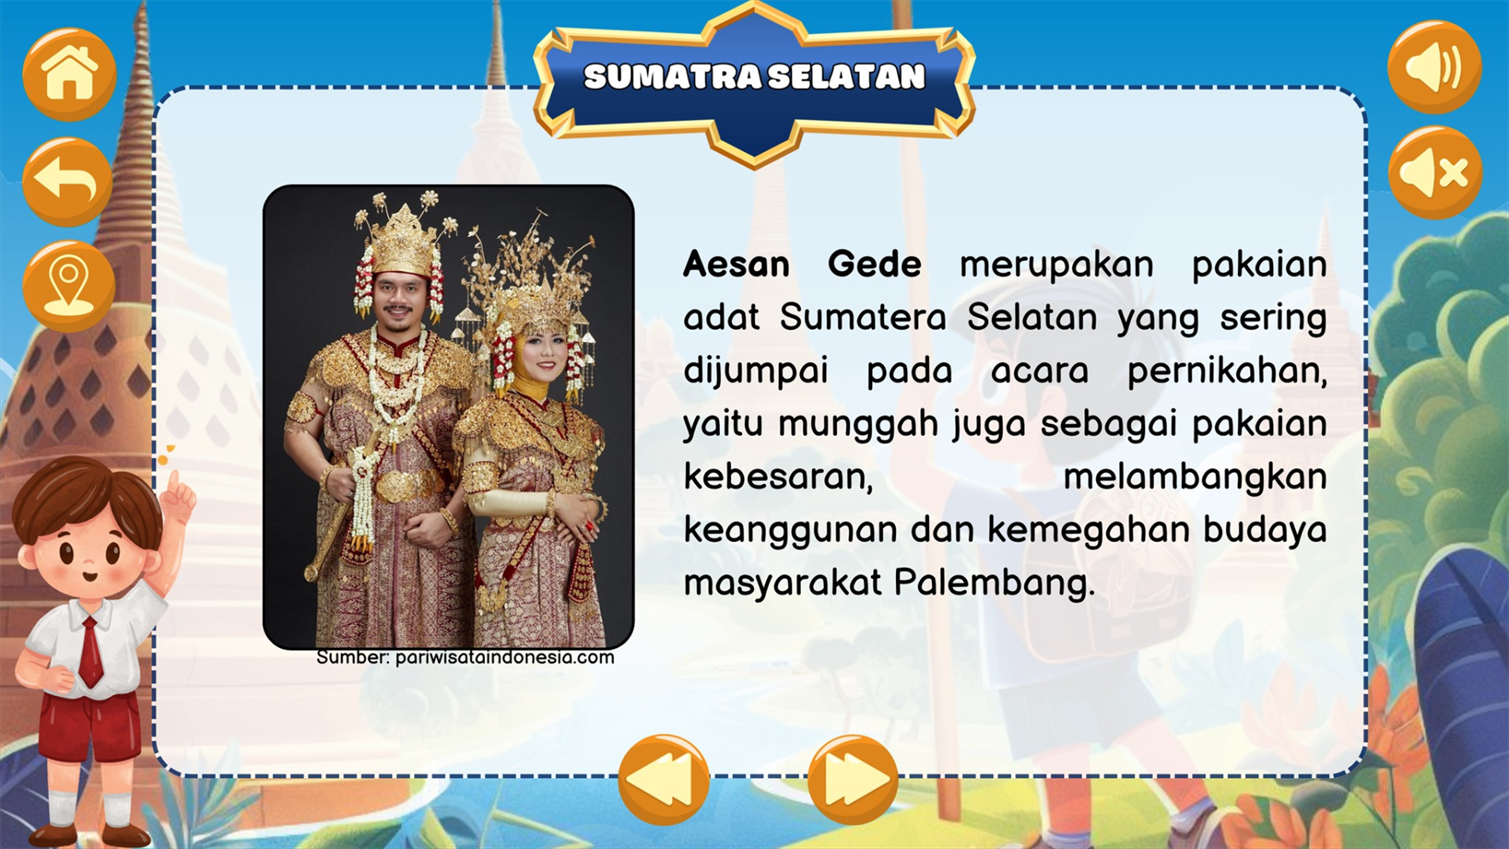 SUMATRA SELATAN
Aesan Gede merupakan pakaian
adat Sumatera Selatan yang sering
dijumpai pada acara pernikahan,
yaitu munggah juga sebagai pakaian
kebesaran, melambangkan
keanggunan dan kemegahan budaya
masyarakat Palembang.
Sumber: pariwisataindonesia.com